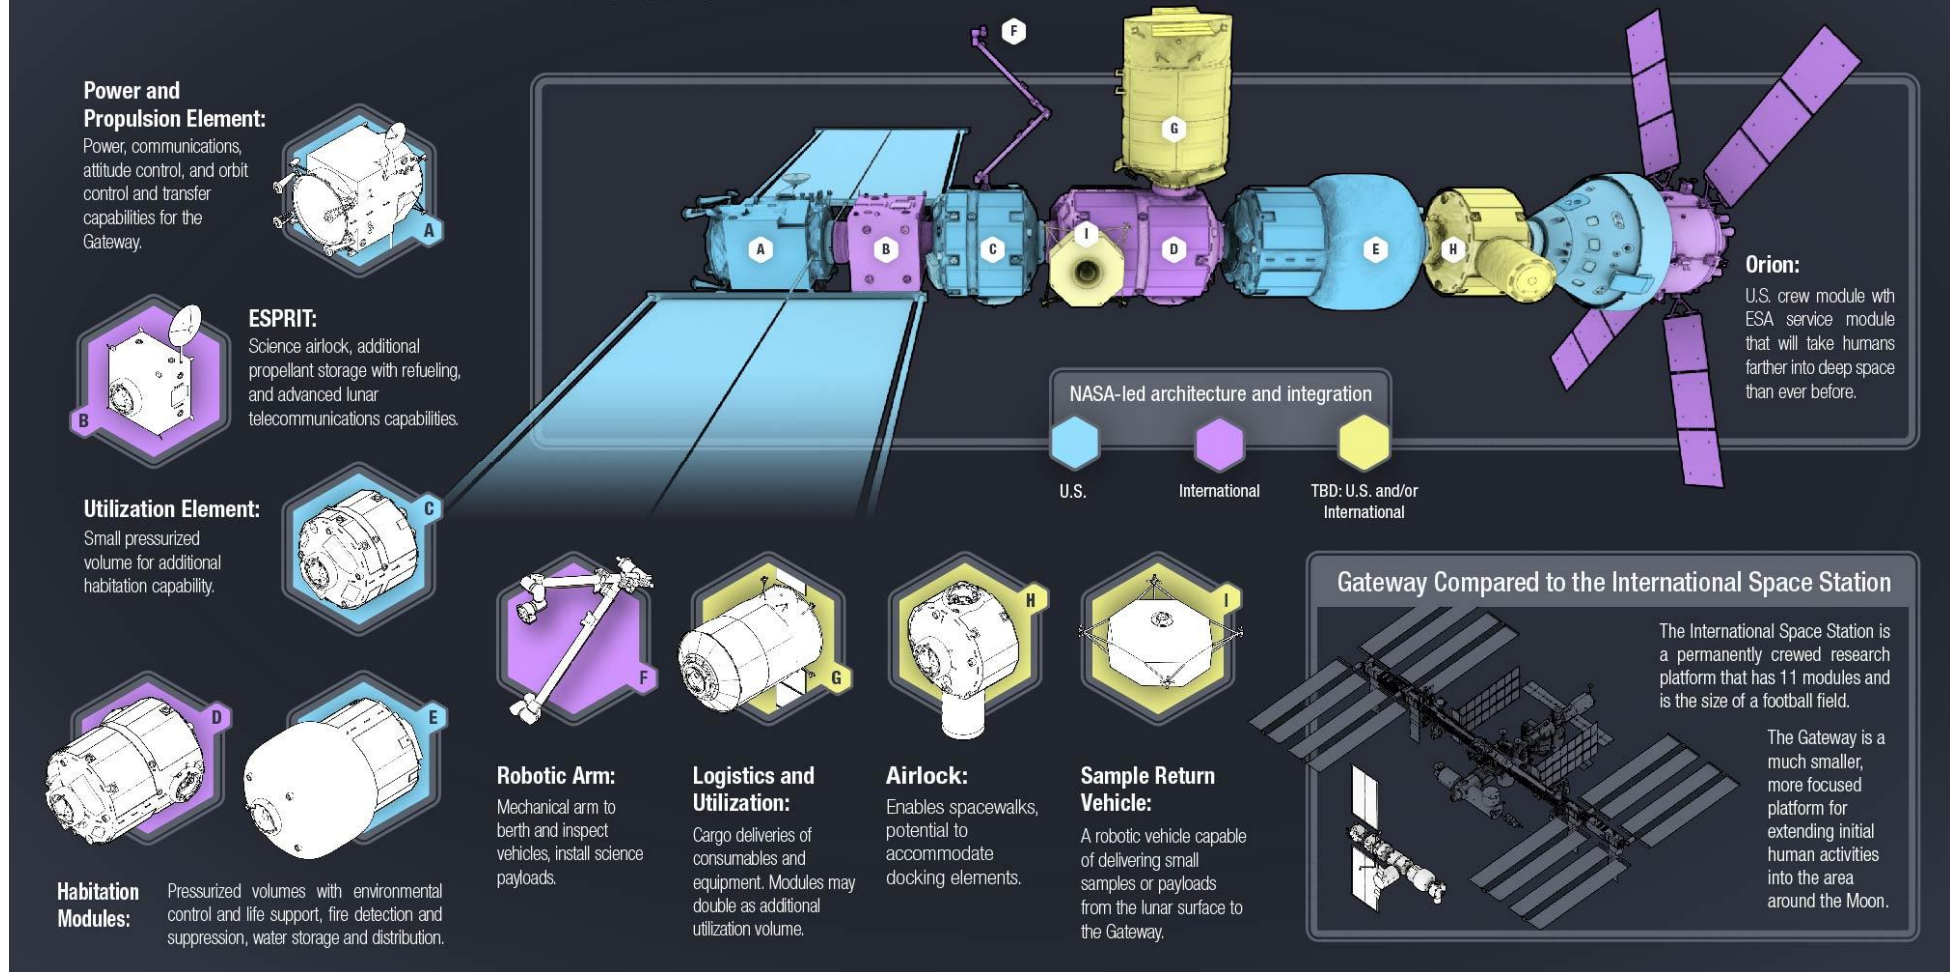 Power and
Propulsion Element:
Power, communications,
attitude control, and orbit
control and transfer
capabilities for the
Gateway.
A
ESPRIT:
Science airlock, additional
propellant storage with refueling,
and advanced lunar
telecommunications capabilities.
B
Utilization Element:
Small pressurized
volume for additional
habitation capability.
C
D
E
Habitation
Modules:
Pressurized volumes with environmental
control and life support, fire detection and
suppression, water storage and distribution.
F
G
A
B
C
I
D
E
H
Orion:
U.S. crew module wth
ESA service module
that will take humans
farther into deep space
than ever before.
NASA-led architecture and integration
U.S.
International
TBD: U.S. and/or
International
F
Robotic Arm:
Mechanical arm to
berth and inspect
vehicles, install science
payloads.
G
Logistics and
Utilization:
Cargo deliveries of
consumables and
equipment. Modules may
double as additional
utilization volume.
H
Airlock:
Enables spacewalks,
potential to
accommodate
docking elements.
I
Sample Return
Vehicle:
A robotic vehicle capable
of delivering small
samples or payloads
from the lunar surface to
the Gateway.
Gateway Compared to the International Space Station
The International Space Station is
a permanently crewed research
platform that has 11 modules and
is the size of a football field.
The Gateway is a
much smaller,
more focused
platform for
extending initial
human activities
into the area
around the Moon.